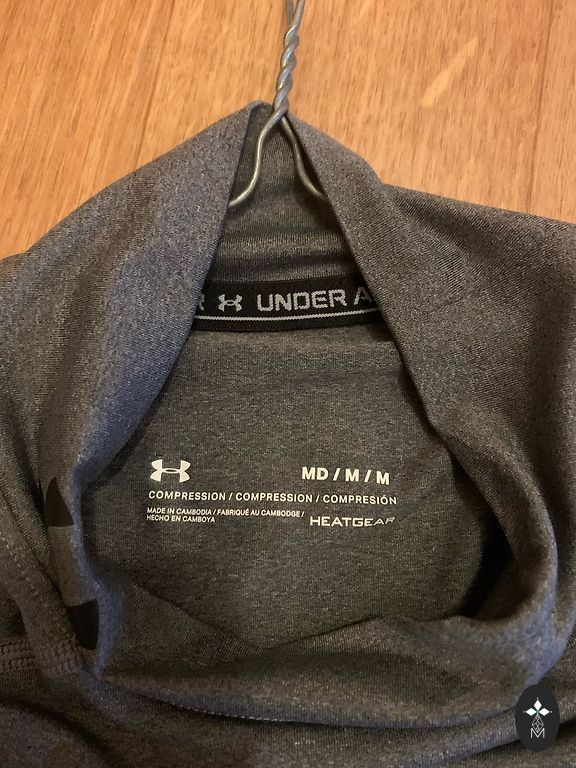 R UNDER A
MD / M / M
COMPRESSION / COMPRESSION / COMPRESIÓN
MADE IN CAMBODIA / FABRIQUÉ AU CAMBODGE /
HECHO EN CAMBOYA
HEATGEAR